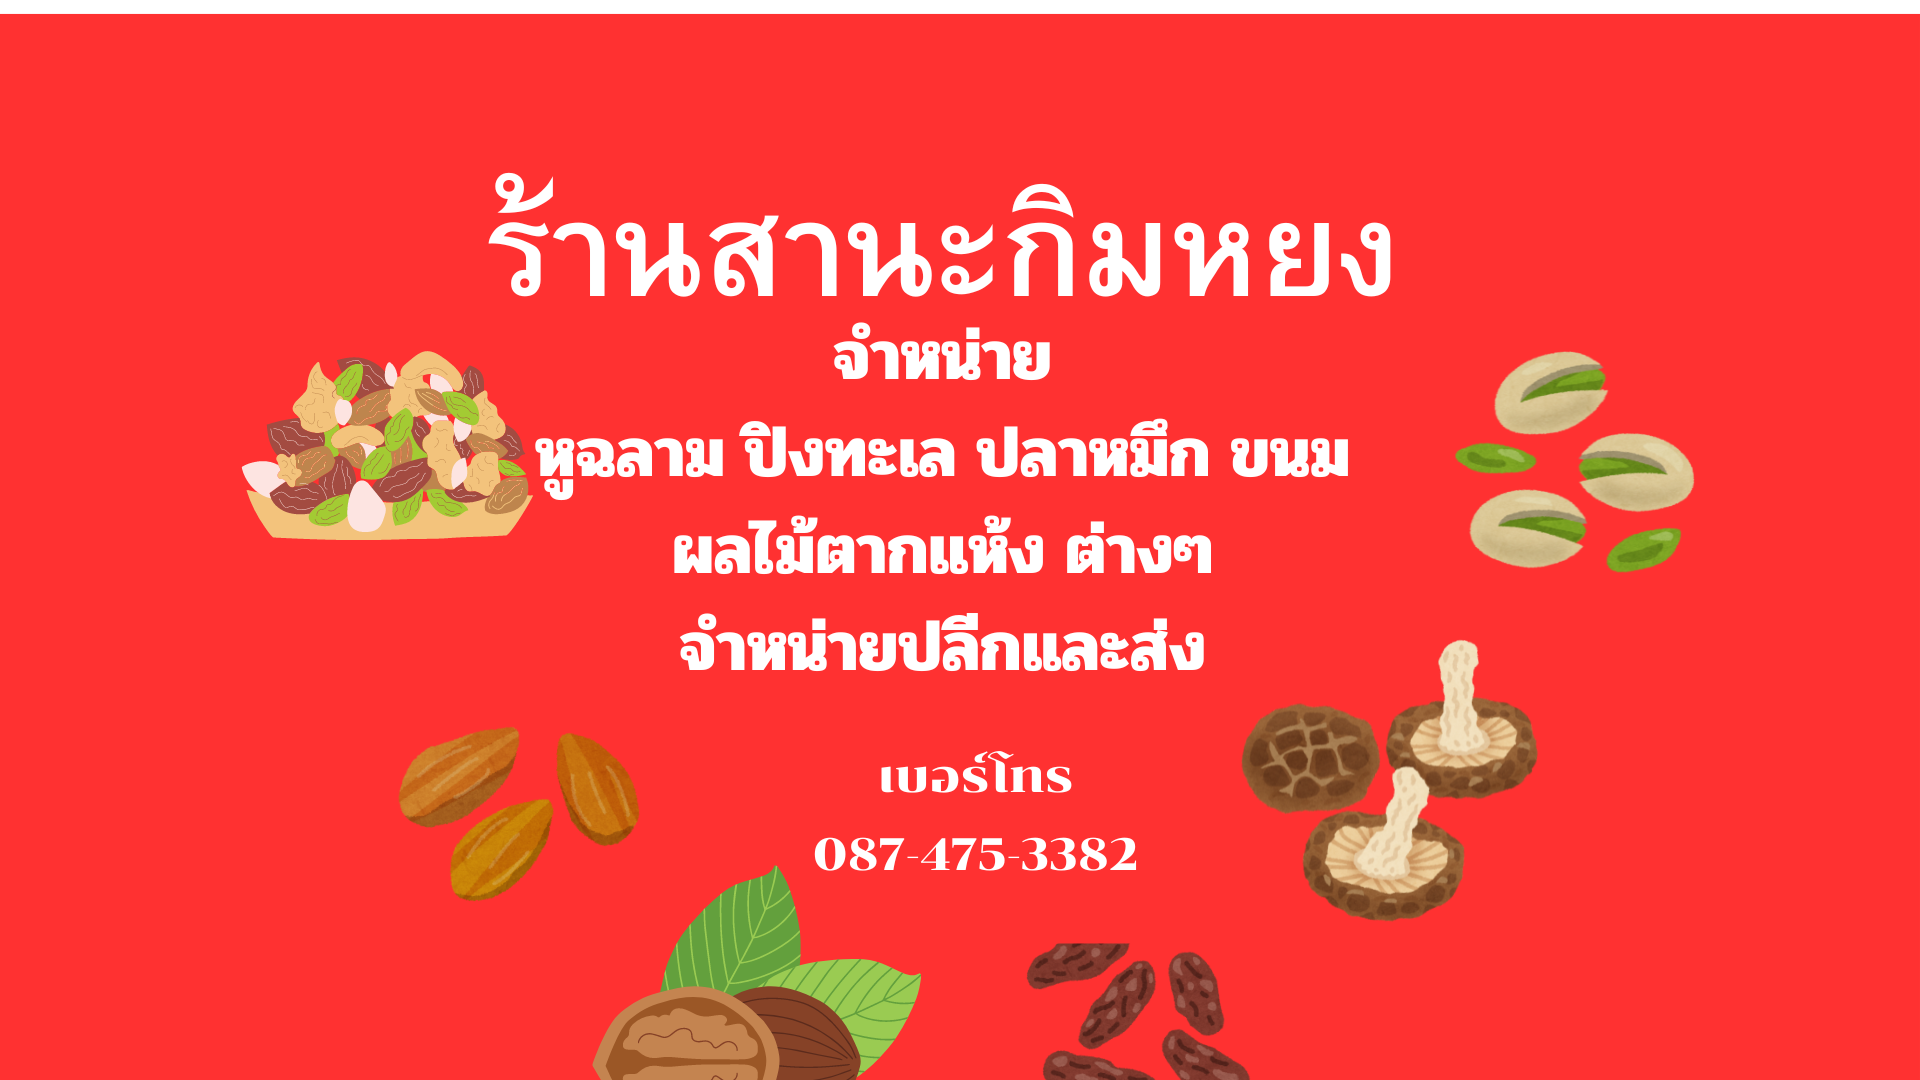 ร้านสานะกิมหยง
จำหน่าย
หูฉลาม ปิงทะเล ปลาหมึก ขนม
ผลไม้ตากแห้ง ต่างๆ
จำหน่ายปลีกและส่ง
เบอร์โทร
087-475-3382